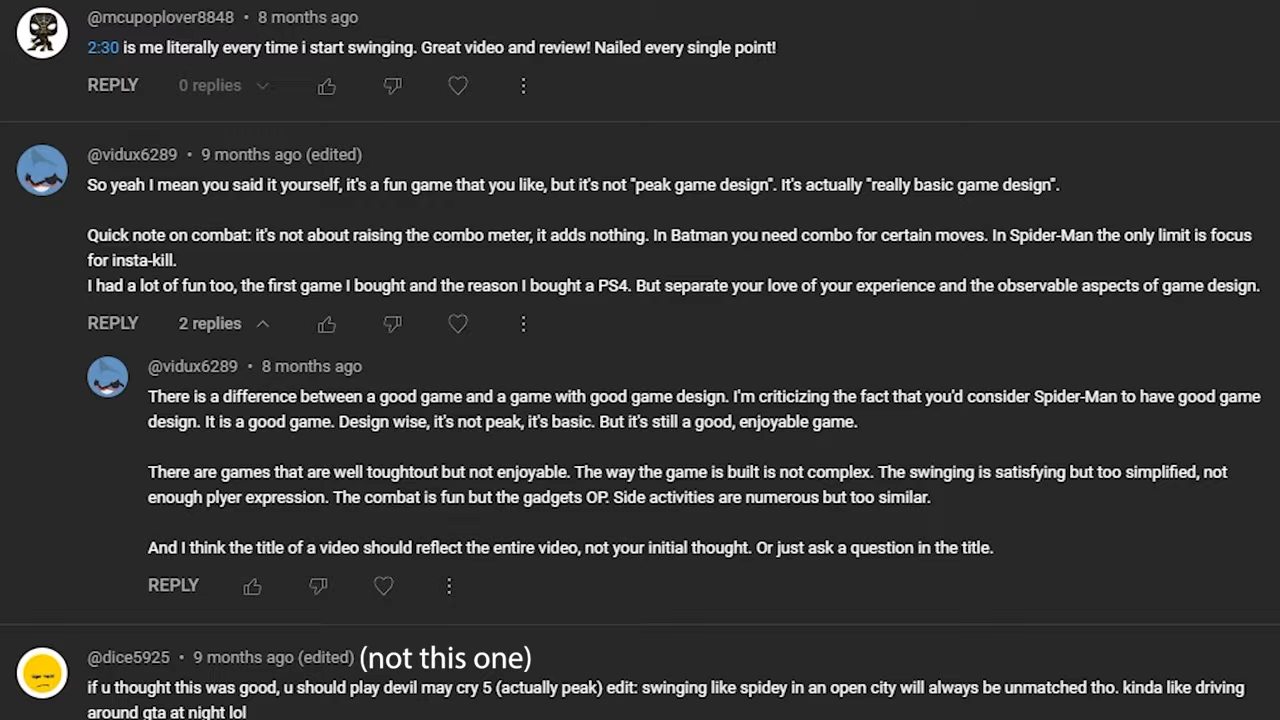 @mcupoplover8848 • 8 months ago
2:30 is me literally every time i start swinging. Great video and review! Nailed every single point!
REPLY 0 replies
@vidux6289 • 9 months ago (edited)
So yeah I mean you said it yourself, it's a fun game that you like, but it's not "peak game design". It's actually "really basic game design".
Quick note on combat: it's not about raising the combo meter, it adds nothing. In Batman you need combo for certain moves. In Spider-Man the only limit is focus
for insta-kill.
I had a lot of fun too, the first game I bought and the reason I bought a PS4. But separate your love of your experience and the observable aspects of game design.
REPLY 2 replies
@vidux6289 • 8 months ago
There is a difference between a good game and a game with good game design. I'm criticizing the fact that you'd consider Spider-Man to have good game
design. It is a good game. Design wise, it's not peak, it's basic. But it's still a good, enjoyable game.
There are games that are well toughtout but not enjoyable. The way the game is built is not complex. The swinging is satisfying but too simplified, not
enough plyer expression. The combat is fun but the gadgets OP. Side activities are numerous but too similar.
And I think the title of a video should reflect the entire video, not your initial thought. Or just ask a question in the title.
REPLY
@dice5925 • 9 months ago (edited) (not this one)
if u thought this was good, u should play devil may cry 5 (actually peak) edit: swinging like spidey in an open city will always be unmatched tho. kinda like driving
around gta at night lol